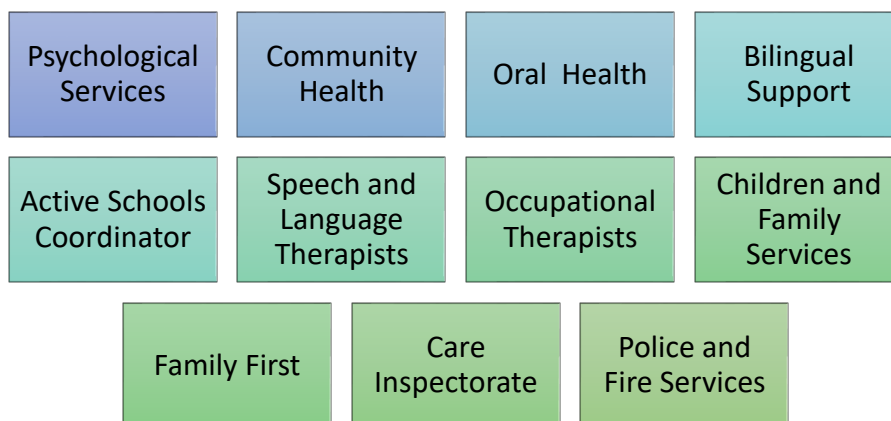 Psychological
Services
Community
Health
Oral  Health
Bilingual
Support
Active Schools
Coordinator
Speech and
Language
Therapists
Occupational
Therapists
Children and
Family
Services
Family First
Care
Inspectorate
Police and
Fire Services